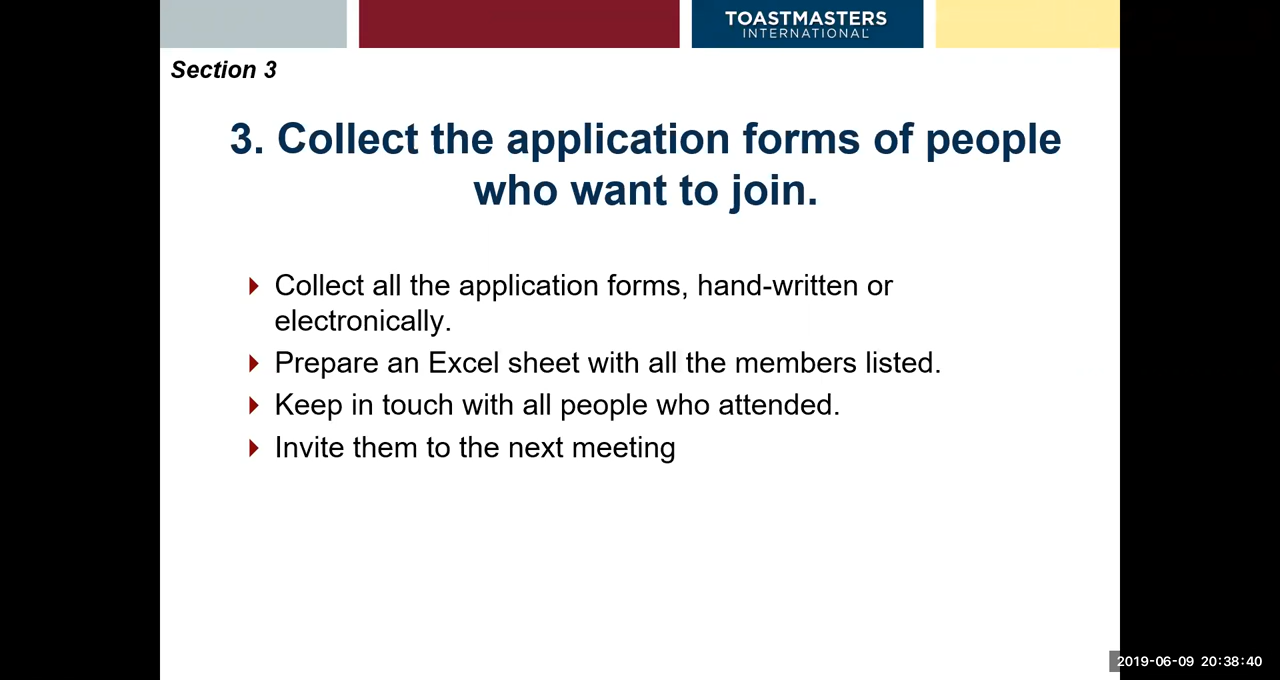 TOASTMASTERS
INTERNATIONAL
Section 3
3. Collect the application forms of people
who want to join.
Collect all the application forms, hand-written or
electronically.
Prepare an Excel sheet with all the members listed.
Keep in touch with all people who attended.
Invite them to the next meeting
2019-06-09 20:38:40